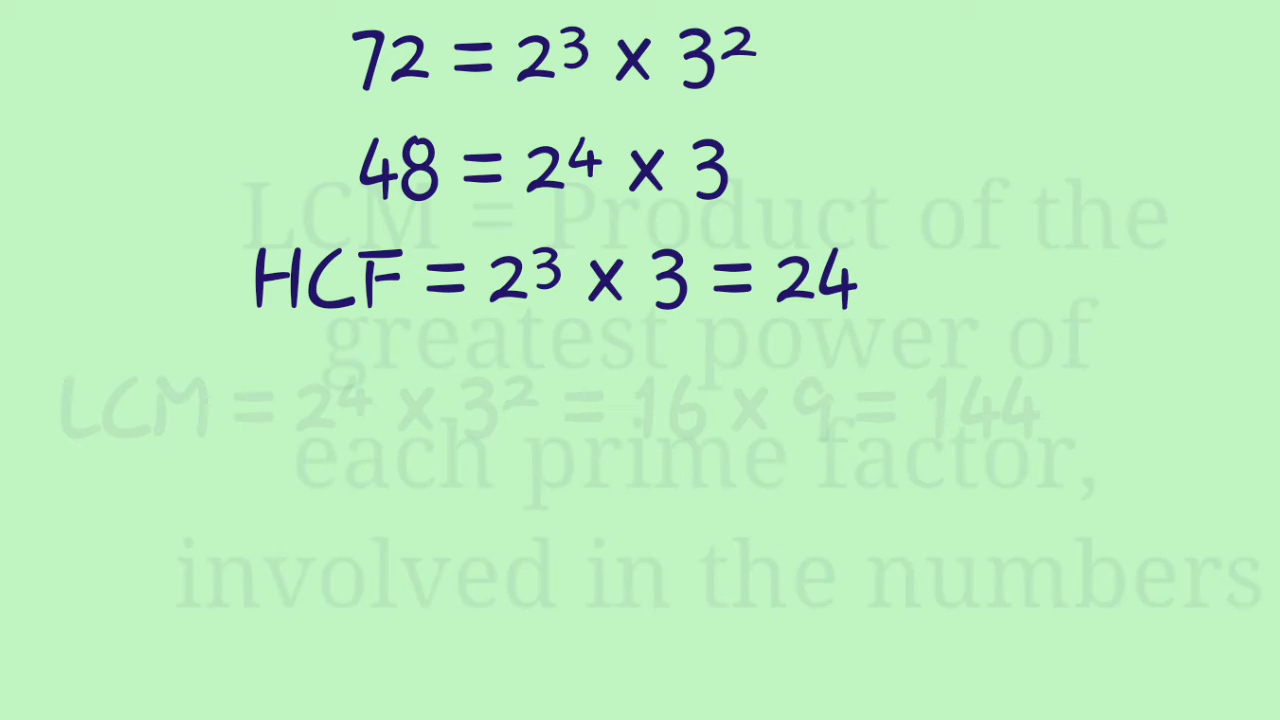 72 = 2³ x 3²
48 = 2⁴ x 3
LCM = Product of the
HCF = 2³ x 3 = 24
greatest power of
LCM = 2⁴ x 3² = 16 x 9 = 144
each prime factor,
involved in the numbers